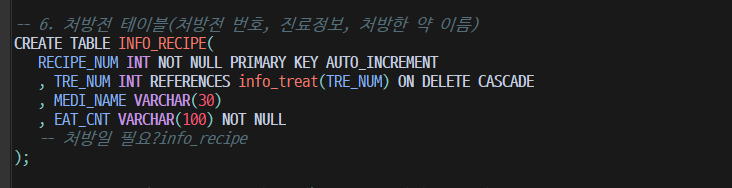 -- 6. 처방전 테이블(처방전 번호, 진료정보, 처방한 약 이름)
CREATE TABLE INFO_RECIPE(
RECIPE_NUM INT NOT NULL PRIMARY KEY AUTO_INCREMENT
, TRE_NUM INT REFERENCES info_treat(TRE_NUM) ON DELETE CASCADE
, MEDI_NAME VARCHAR(30)
, EAT_CNT VARCHAR(100) NOT NULL
-- 처방일 필요?info_recipe
);